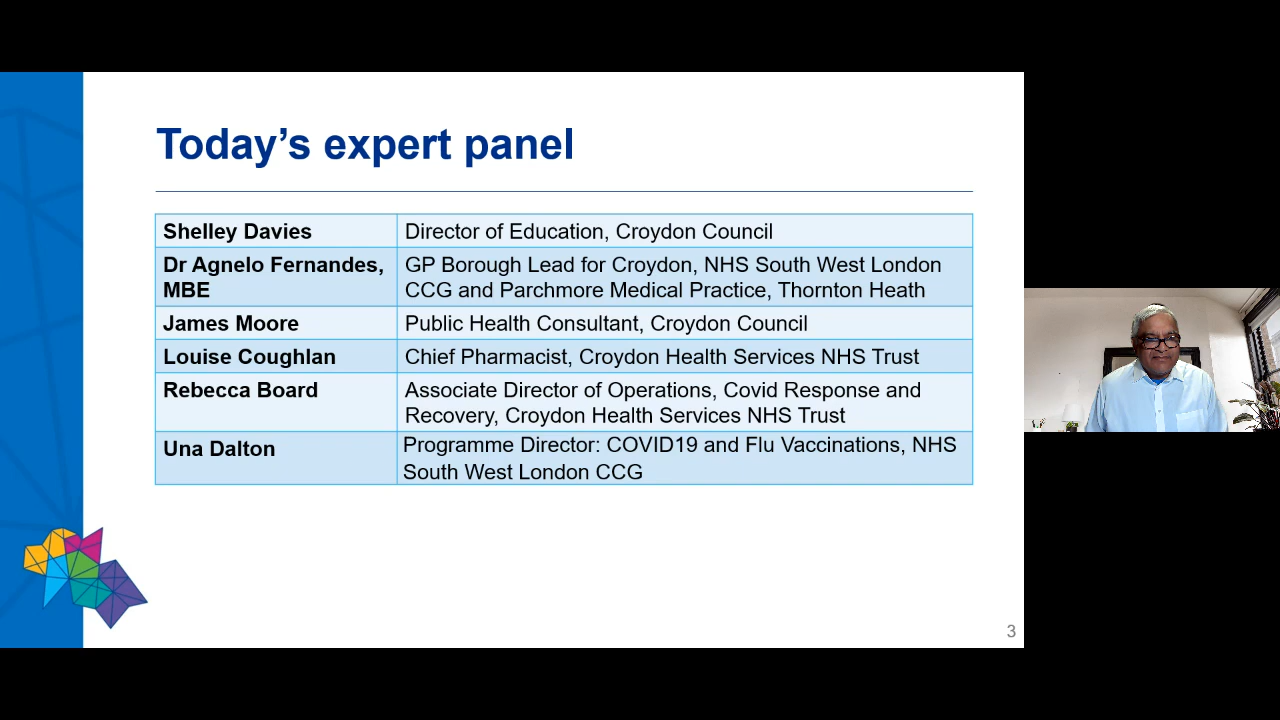 Today’s expert panel
Shelley Davies
Director of Education, Croydon Council
Dr Agnelo Fernandes,
MBE
GP Borough Lead for Croydon, NHS South West London
CCG and Parchmore Medical Practice, Thornton Heath
James Moore
Public Health Consultant, Croydon Council
Louise Coughlan
Chief Pharmacist, Croydon Health Services NHS Trust
Rebecca Board
Associate Director of Operations, Covid Response and
Recovery, Croydon Health Services NHS Trust
Una Dalton
Programme Director: COVID19 and Flu Vaccinations, NHS
South West London CCG
3